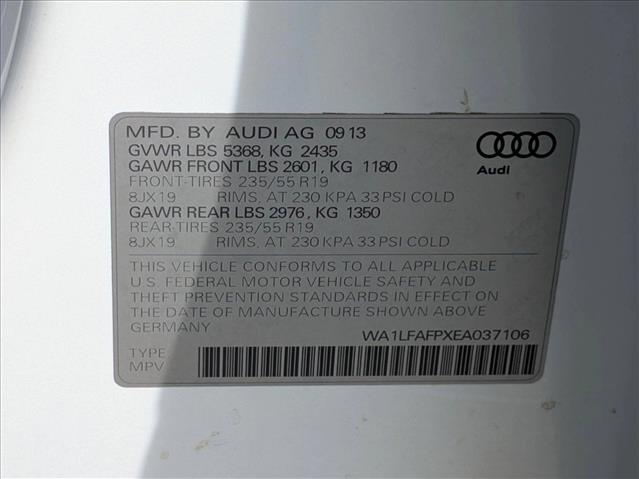 MFD. BY AUDI AG 09 13
GVWR LBS 5368, KG 2435
GAWR FRONT LBS 2601, KG 1180
FRONT-TIRES 235/55 R19
8JX19 RIMS, AT 230 KPA 33 PSI COLD
GAWR REAR LBS 2976, KG 1350
REAR-TIRES 235/55 R19
8JX19 RIMS, AT 230 KPA 33 PSI COLD
Audi
THIS VEHICLE CONFORMS TO ALL APPLICABLE
U.S. FEDERAL MOTOR VEHICLE SAFETY AND
THEFT PREVENTION STANDARDS IN EFFECT ON
THE DATE OF MANUFACTURE SHOWN ABOVE
GERMANY
WA1LFAFPXEA037106
TYPE
MPV